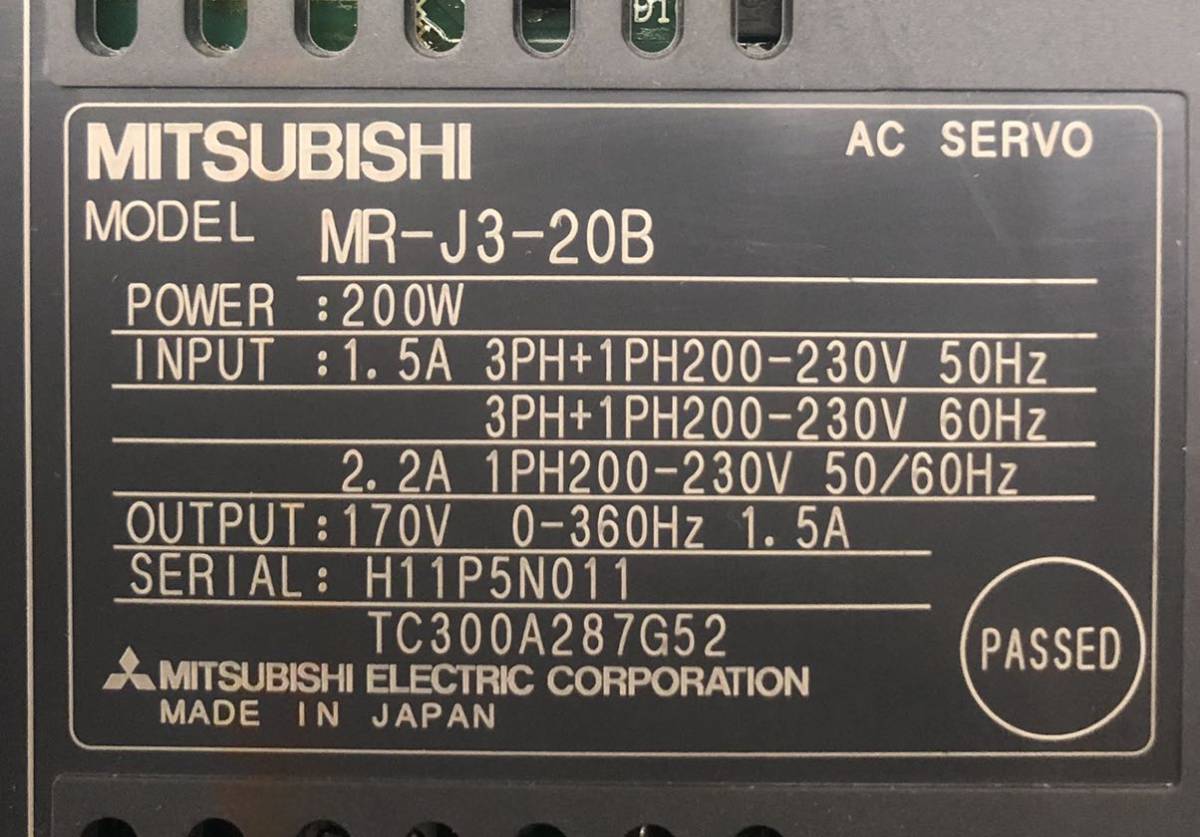 MITSUBISHI AC SERVO
MODEL MR-J3-20B
POWER :200W
INPUT :1.5A 3PH+1PH200-230V 50Hz
3PH+1PH200-230V 60Hz
2.2A 1PH200-230V 50/60Hz
OUTPUT:170V 0-360Hz 1.5A
SERIAL: H11P5N011
TC300A287G52
PASSED
MITSUBISHI ELECTRIC CORPORATION
MADE IN JAPAN